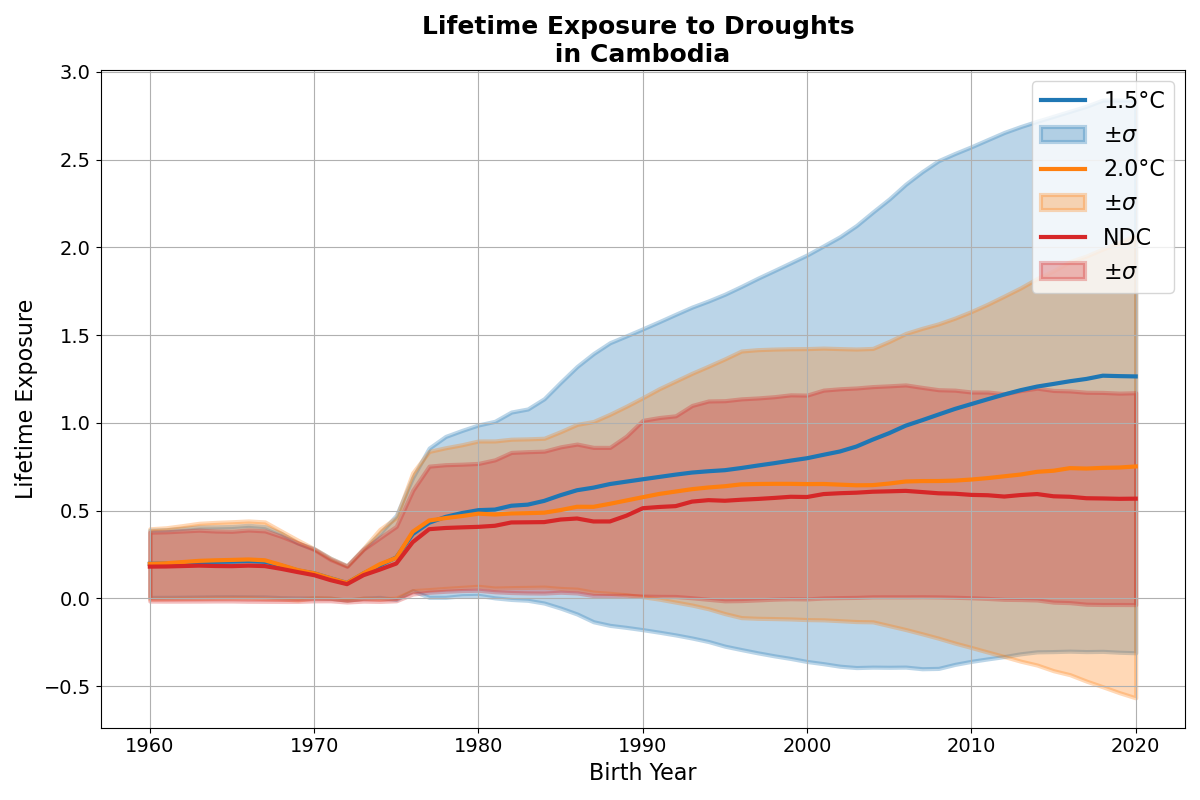 Lifetime Exposure to Droughts
in Cambodia
3.0
2.5
2.0
1.5
1.0
0.5
0.0
−0.5
Lifetime Exposure
1.5°C
±σ
2.0°C
±σ
NDC
±σ
1960
1970
1980
1990
2000
2010
2020
Birth Year